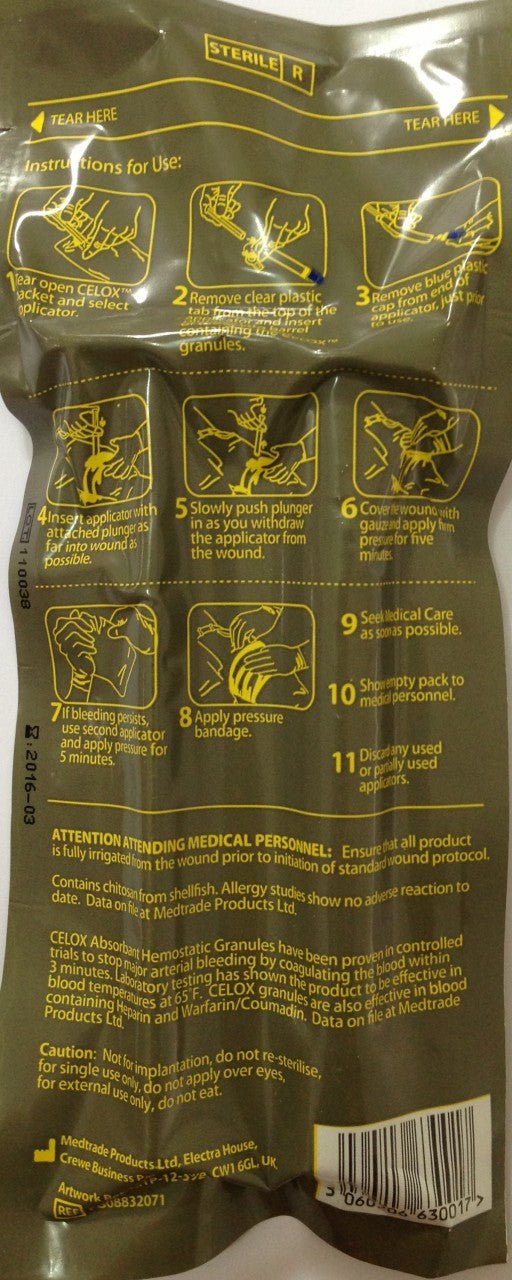 STERILE R
TEAR HERE
TEAR HERE
Instructions for Use:
1 Tear open CELOX™
packet and select
applicator.
2 Remove clear plastic
tab from the top of the
applicator and insert
containing
granules.
3 Remove blue plastic
cap from end of
applicator, just prior
to use.
4 Insert applicator with
attached plunger as
far into wound as
possible.
5 Slowly push plunger
in as you withdraw
the applicator from
the wound.
6 Cover the wound with
gauze and apply firm
pressure for five
minutes.
LOT 110038
7 If bleeding persists,
use second applicator
and apply pressure for
5 minutes.
8 Apply pressure
bandage.
9 Seek Medical Care
as soon as possible.
10 Show empty pack to
medical personnel.
11 Discard any used
or partially used
applicators.
: 2016-03
ATTENTION ATTENDING MEDICAL PERSONNEL: Ensure that all product
is fully irrigated from the wound prior to initiation of standard wound protocol.
Contains chitosan from shellfish. Allergy studies show no adverse reaction to
date. Data on file at Medtrade Products Ltd.
CELOX Absorbant Hemostatic Granules have been proven in controlled
trials to stop major arterial bleeding by coagulating the blood within
3 minutes. Laboratory testing has shown the product to be effective in
blood temperatures at 65°F. CELOX granules are also effective in blood
containing Heparin and Warfarin/Coumadin. Data on file at Medtrade
Products Ltd.
Caution: Not for implantation, do not re-sterilise,
for single use only, do not apply over eyes,
for external use only, do not eat.
Medtrade Products Ltd, Electra House,
Crewe Business CW1 6GL, UK
Artwork
REF 08832071
5 060 630017 >